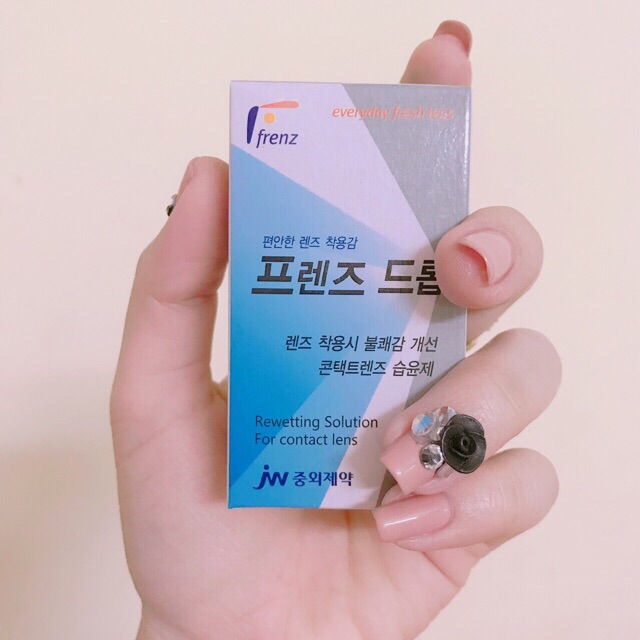 frenz
everyday fresh lens
편안한 렌즈 착용감
프렌즈 드롭
렌즈 착용시 불쾌감 개선
콘택트렌즈 습윤제
Rewetting Solution
For contact lens
JW 중외제약